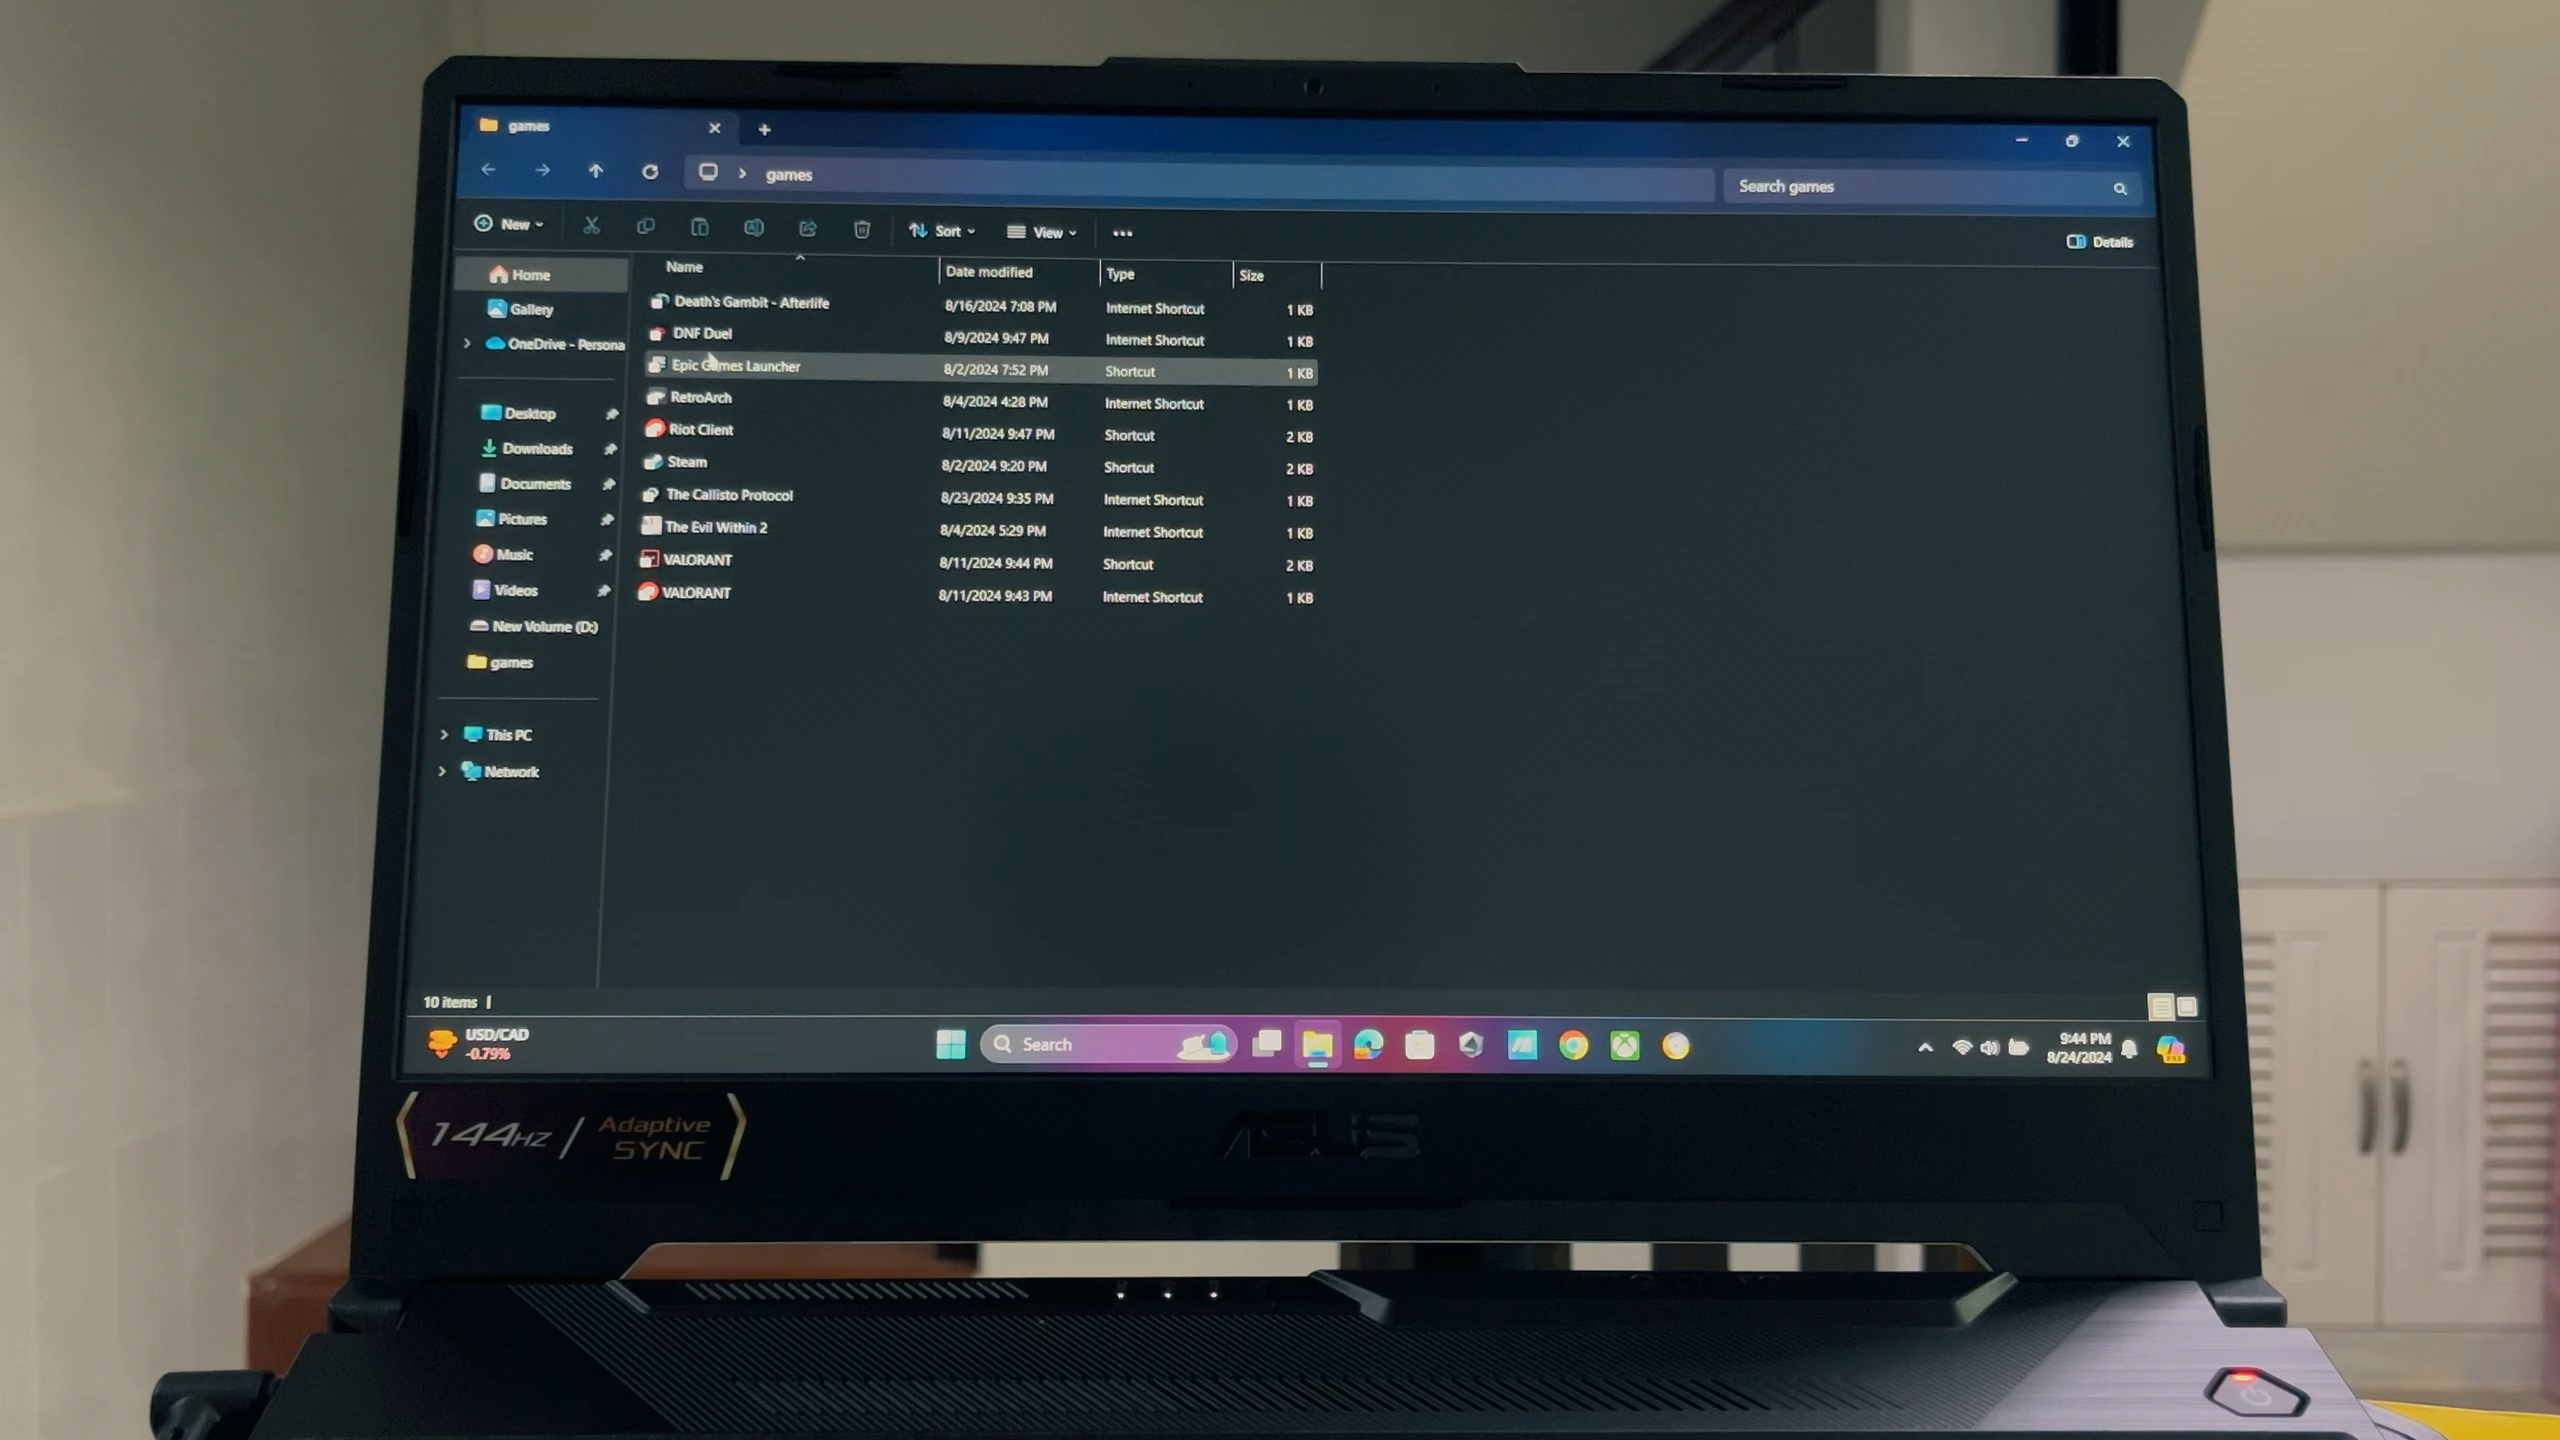 games
games
Search games
New
Sort
View
Details
Name Date modified Type Size
Home
Gallery
OneDrive - Persona
Desktop
Downloads
Documents
Pictures
Music
Videos
New Volume (D:)
games
This PC
Network
Death's Gambit - Afterlife 8/16/2024 7:08 PM Internet Shortcut 1 KB
DNF Duel 8/9/2024 9:47 PM Internet Shortcut 1 KB
Epic Games Launcher 8/2/2024 7:52 PM Shortcut 1 KB
RetroArch 8/4/2024 4:28 PM Internet Shortcut 1 KB
Riot Client 8/11/2024 9:47 PM Shortcut 2 KB
Steam 8/2/2024 9:20 PM Shortcut 2 KB
The Callisto Protocol 8/23/2024 9:35 PM Internet Shortcut 1 KB
The Evil Within 2 8/4/2024 5:29 PM Internet Shortcut 1 KB
VALORANT 8/11/2024 9:44 PM Shortcut 2 KB
VALORANT 8/11/2024 9:43 PM Internet Shortcut 1 KB
10 items
USD/CAD
-0.79%
Search
9:44 PM
8/24/2024
144Hz / Adaptive
SYNC
ASUS